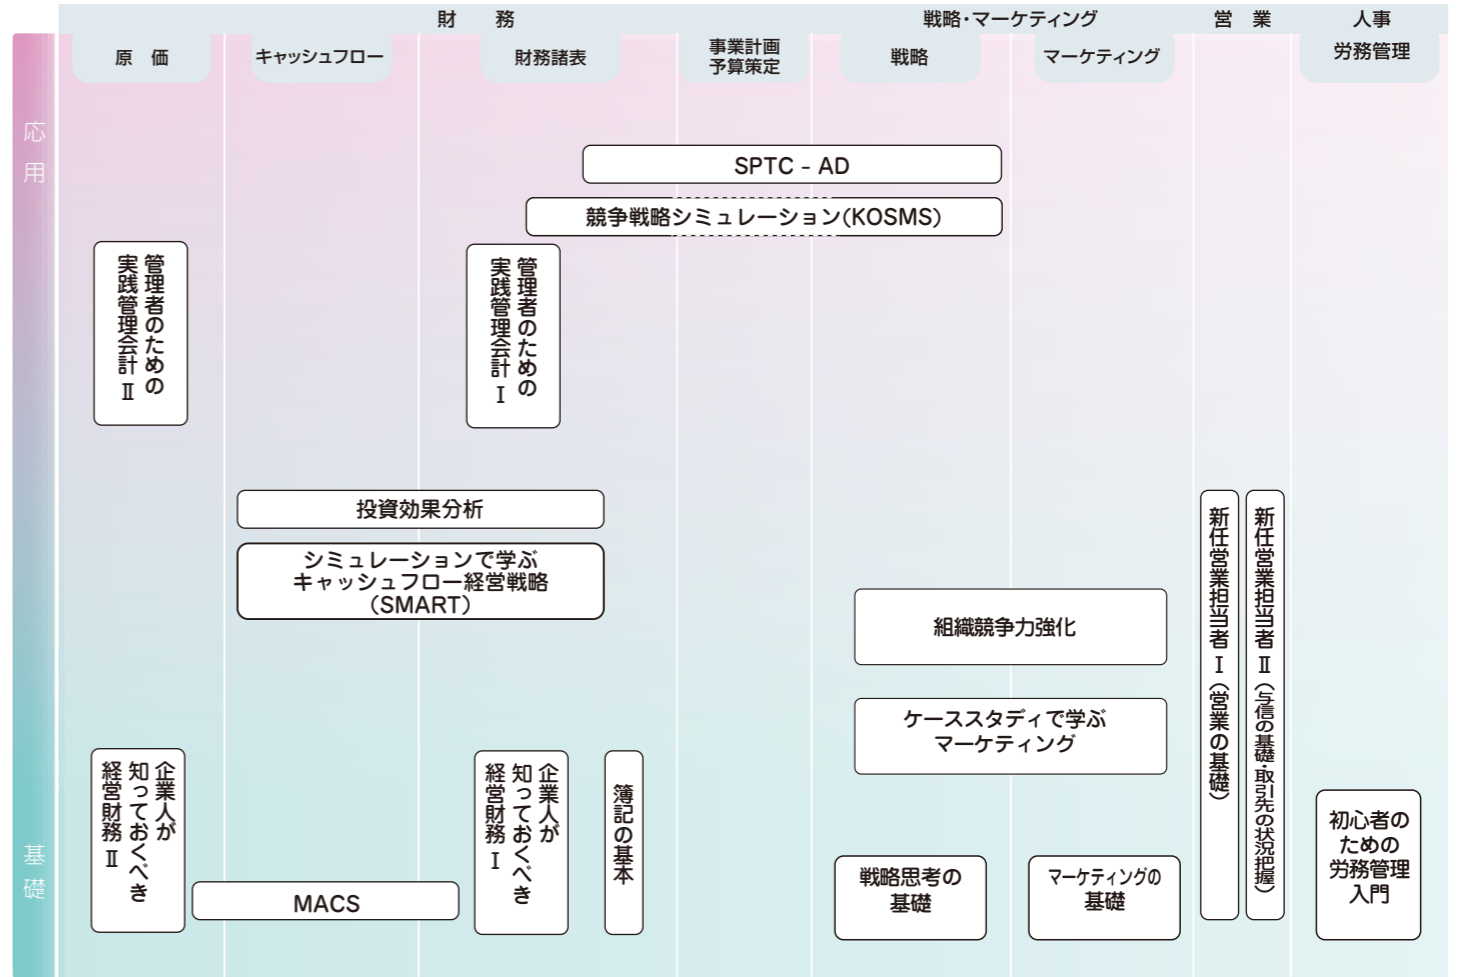 財 務
戦略・マーケティング
営 業
人事
労務管理
原 価
キャッシュフロー
財務諸表
事業計画
予算策定
戦略
マーケティング
応用
SPTC - AD
競争戦略シミュレーション(KOSMS)
管理者のための
実践管理会計 Ⅱ
管理者のための
実践管理会計 Ⅰ
投資効果分析
シミュレーションで学ぶ
キャッシュフロー経営戦略
(SMART)
組織競争力強化
ケーススタディで学ぶ
マーケティング
新任営業担当者 Ⅰ (営業の基礎)
新任営業担当者 Ⅱ (与信の基礎・取引先の状況把握)
基礎
企業人が
知っておくべき
経営財務 Ⅱ
MACS
企業人が
知っておくべき
経営財務 Ⅰ
簿記の基本
戦略思考の
基礎
マーケティングの
基礎
初心者の
ための
労務管理
入門